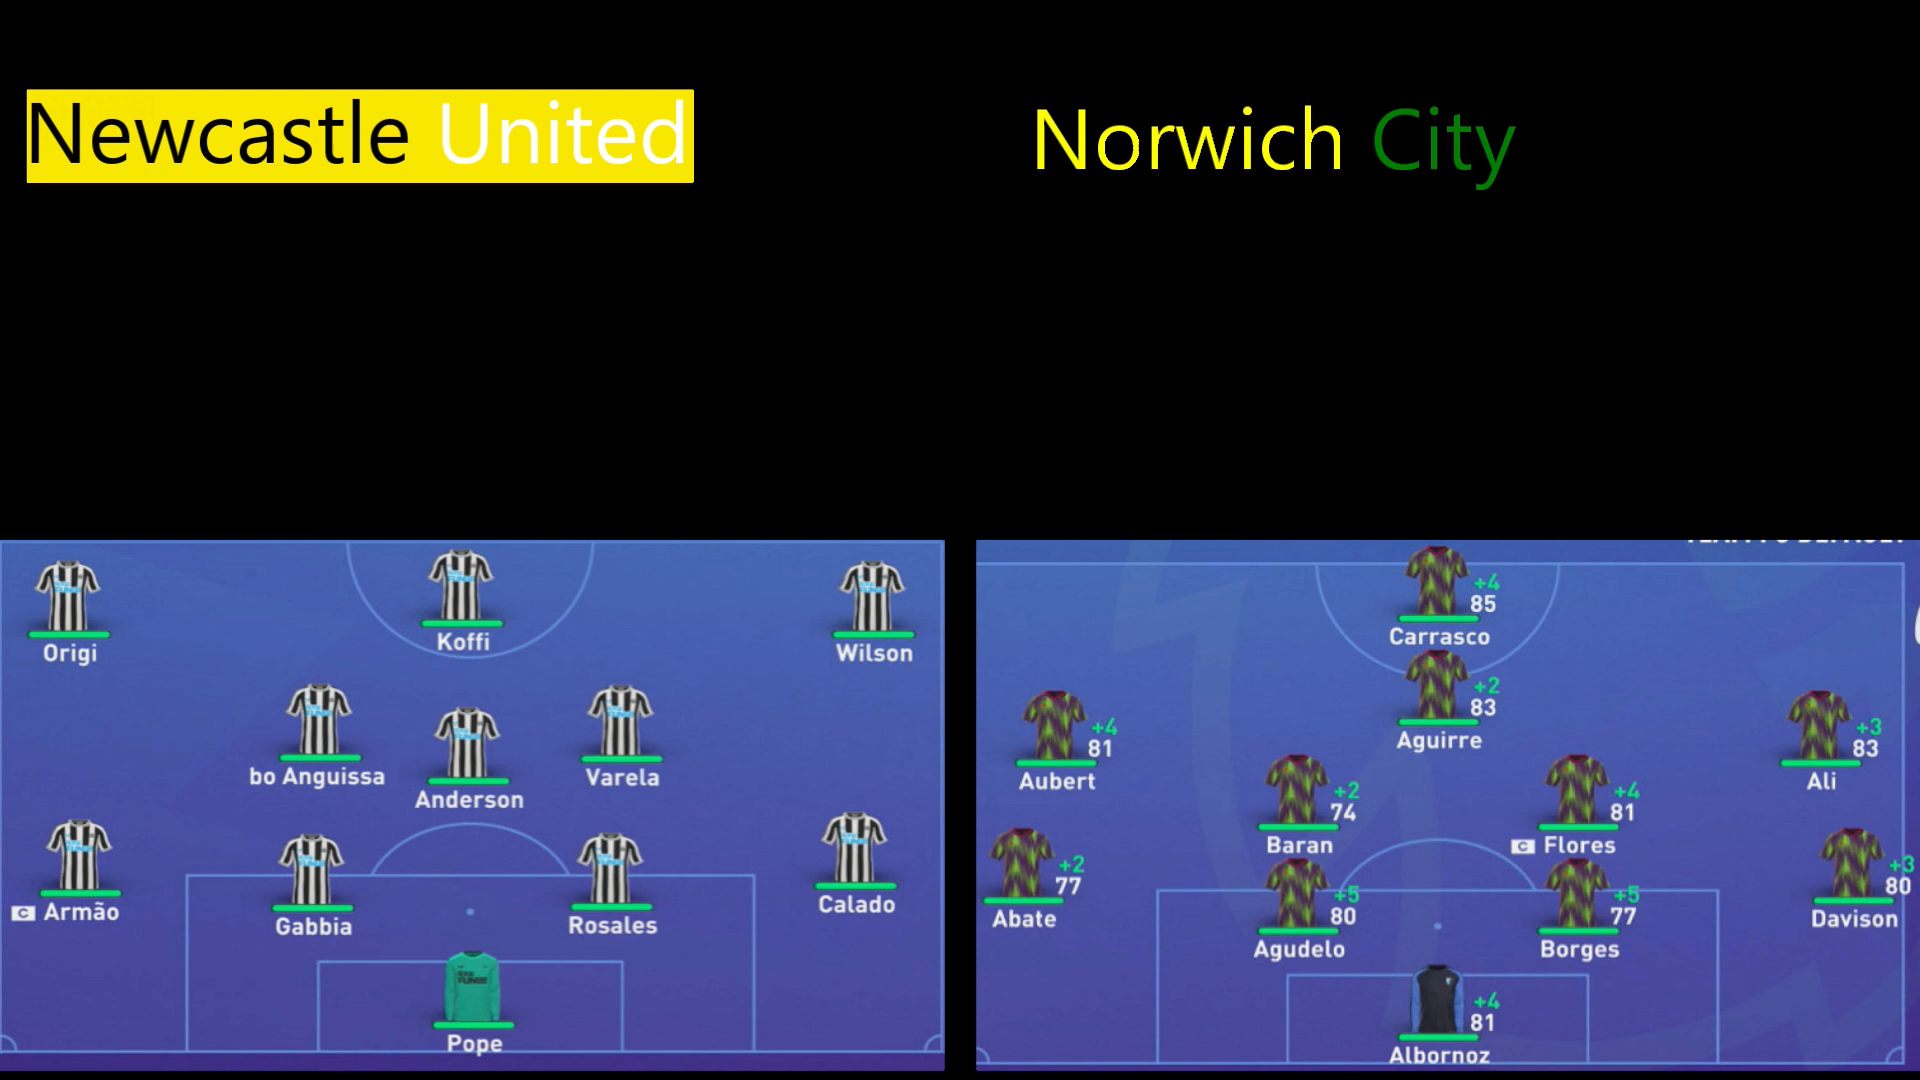 Newcastle United
Norwich City
Origi
Koffi
Wilson
bo Anguissa
Anderson
Varela
C Armão
Gabbia
Rosales
Calado
Pope
+4
85
Carrasco
+2
83
Aguirre
+4
81
Aubert
+3
83
Ali
+2
74
Baran
+4
81
C Flores
+2
77
Abate
+5
80
Agudelo
+5
77
Borges
+3
80
Davison
+4
81
Albornoz